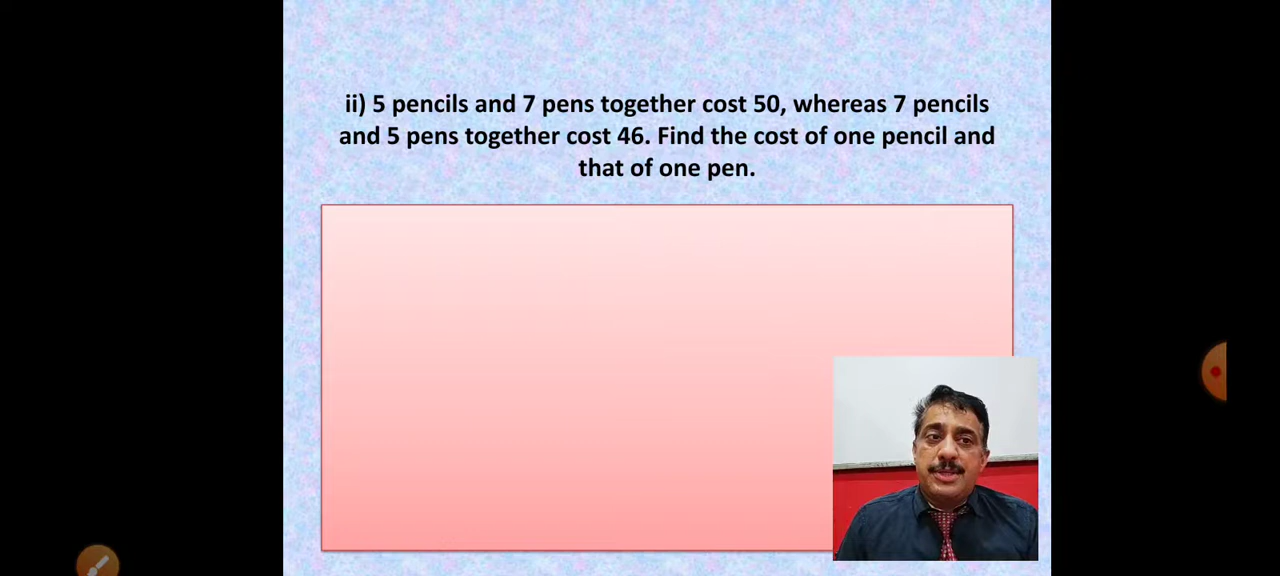 ii) 5 pencils and 7 pens together cost 50, whereas 7 pencils
and 5 pens together cost 46. Find the cost of one pencil and
that of one pen.